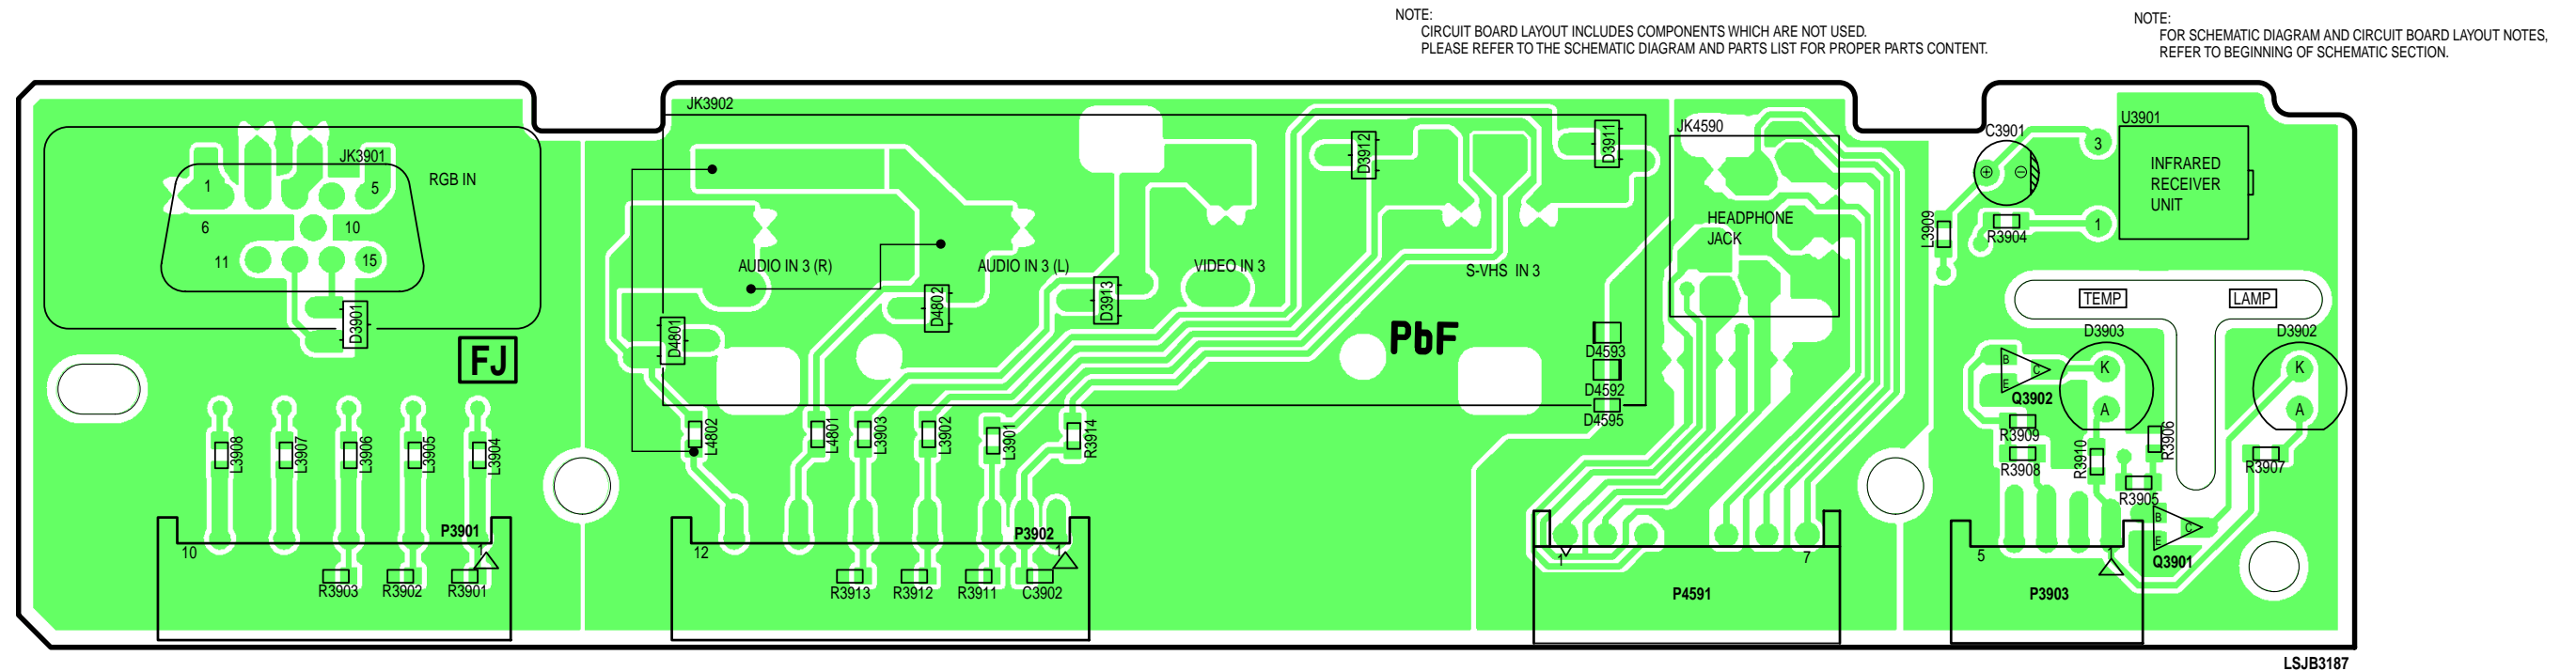 NOTE:
CIRCUIT BOARD LAYOUT INCLUDES COMPONENTS WHICH ARE NOT USED.
PLEASE REFER TO THE SCHEMATIC DIAGRAM AND PARTS LIST FOR PROPER PARTS CONTENT.
NOTE:
FOR SCHEMATIC DIAGRAM AND CIRCUIT BOARD LAYOUT NOTES,
REFER TO BEGINNING OF SCHEMATIC SECTION.
JK3901
RGB IN
1
5
6
10
11
15
D3901
FJ
L3908
L3907
L3906
L3905
L3904
P3901
10
1
R3903
R3902
R3901
JK3902
D3912
D3911
AUDIO IN 3 (R)
AUDIO IN 3 (L)
VIDEO IN 3
S-VHS IN 3
D4801
D4802
D3913
PbF
D4593
D4592
D4595
L4802
L4801
L3903
L3902
L3901
R3914
P3902
12
1
R3913
R3912
R3911
C3902
JK4590
HEADPHONE
JACK
1
7
P4591
C3901
+
−
3
U3901
INFRARED
RECEIVER
UNIT
L3909
R3904
1
TEMP
LAMP
D3903
D3902
B
C
E
K
A
K
A
Q3902
R3909
R3908
R3910
R3906
R3905
R3907
B
C
E
Q3901
5
1
P3903
LSJB3187